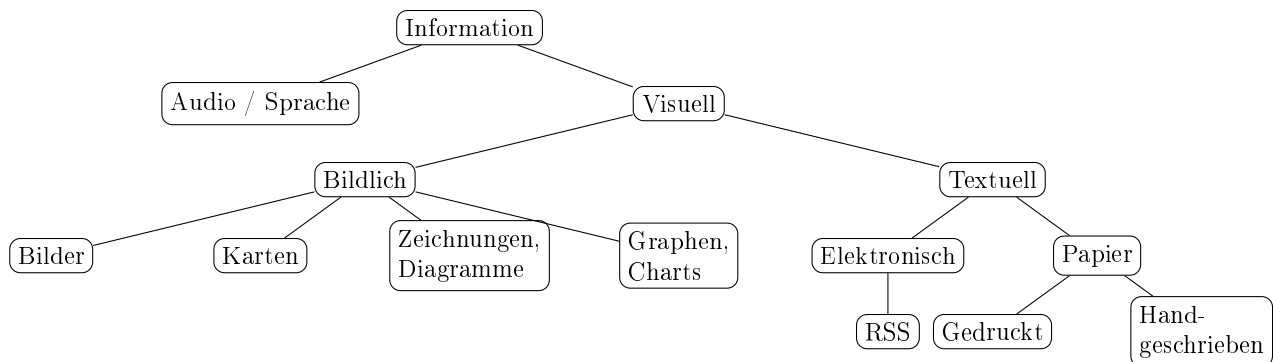 Information
Audio / Sprache
Visuell
Bildlich
Textuell
Bilder
Karten
Zeichnungen,
Diagramme
Graphen,
Charts
Elektronisch
Papier
RSS
Gedruckt
Hand-
geschrieben